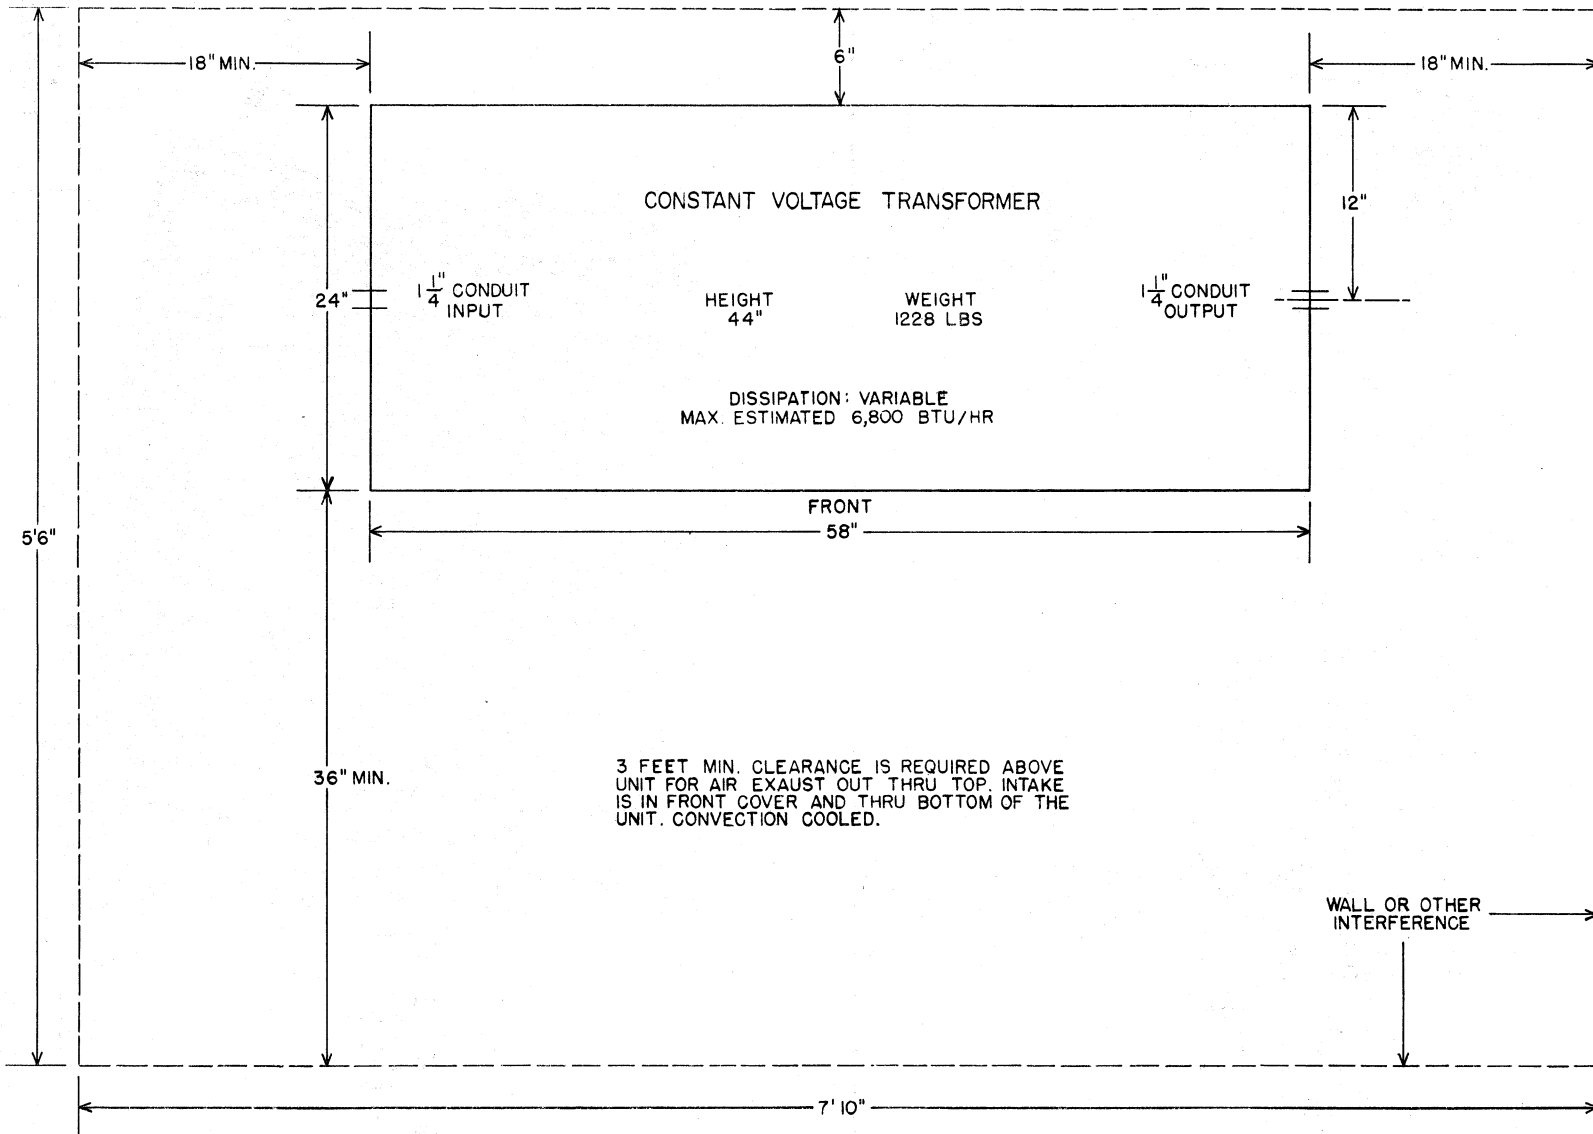 18" MIN.
6"
18" MIN.
CONSTANT VOLTAGE TRANSFORMER
12"
24"
1 1/4" CONDUIT
INPUT
HEIGHT
44"
WEIGHT
1228 LBS
1 1/4" CONDUIT
OUTPUT
DISSIPATION: VARIABLE
MAX. ESTIMATED 6,800 BTU/HR
FRONT
58"
5'6"
36" MIN.
3 FEET MIN. CLEARANCE IS REQUIRED ABOVE
UNIT FOR AIR EXAUST OUT THRU TOP. INTAKE
IS IN FRONT COVER AND THRU BOTTOM OF THE
UNIT. CONVECTION COOLED.
WALL OR OTHER
INTERFERENCE
7' 10"